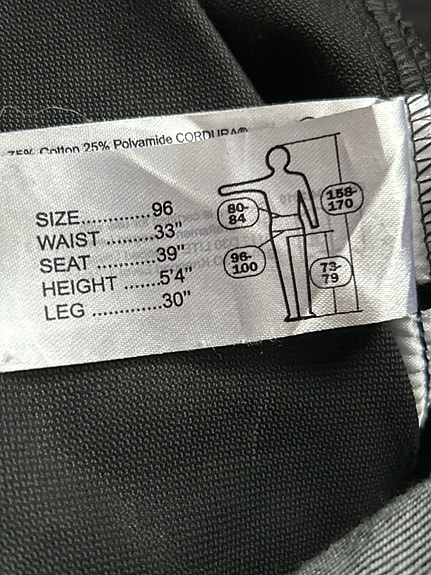 75% Cotton 25% Polyamide CORDURA®
SIZE.............96
WAIST .........33"
SEAT ............39"
HEIGHT .......5'4"
LEG .............30"
80-
84
158-
170
96-
100
73-
79